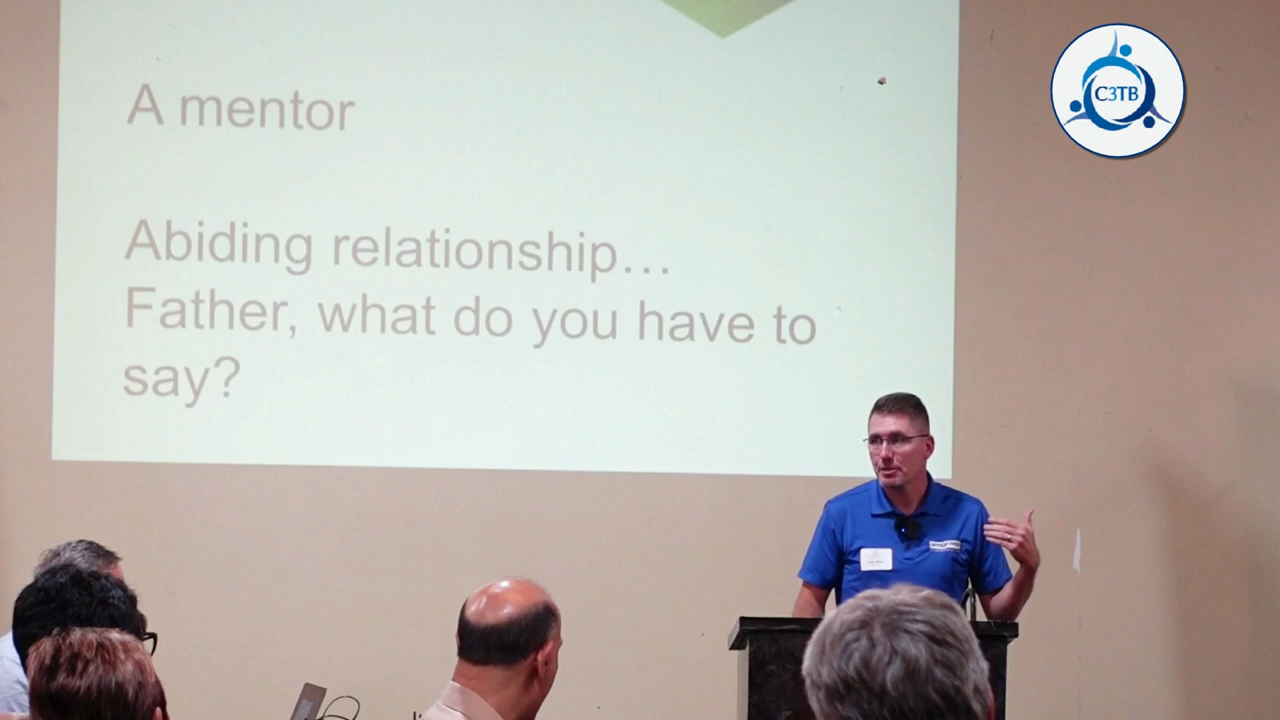 A mentor
Abiding relationship...
Father, what do you have to
say?
C3TB